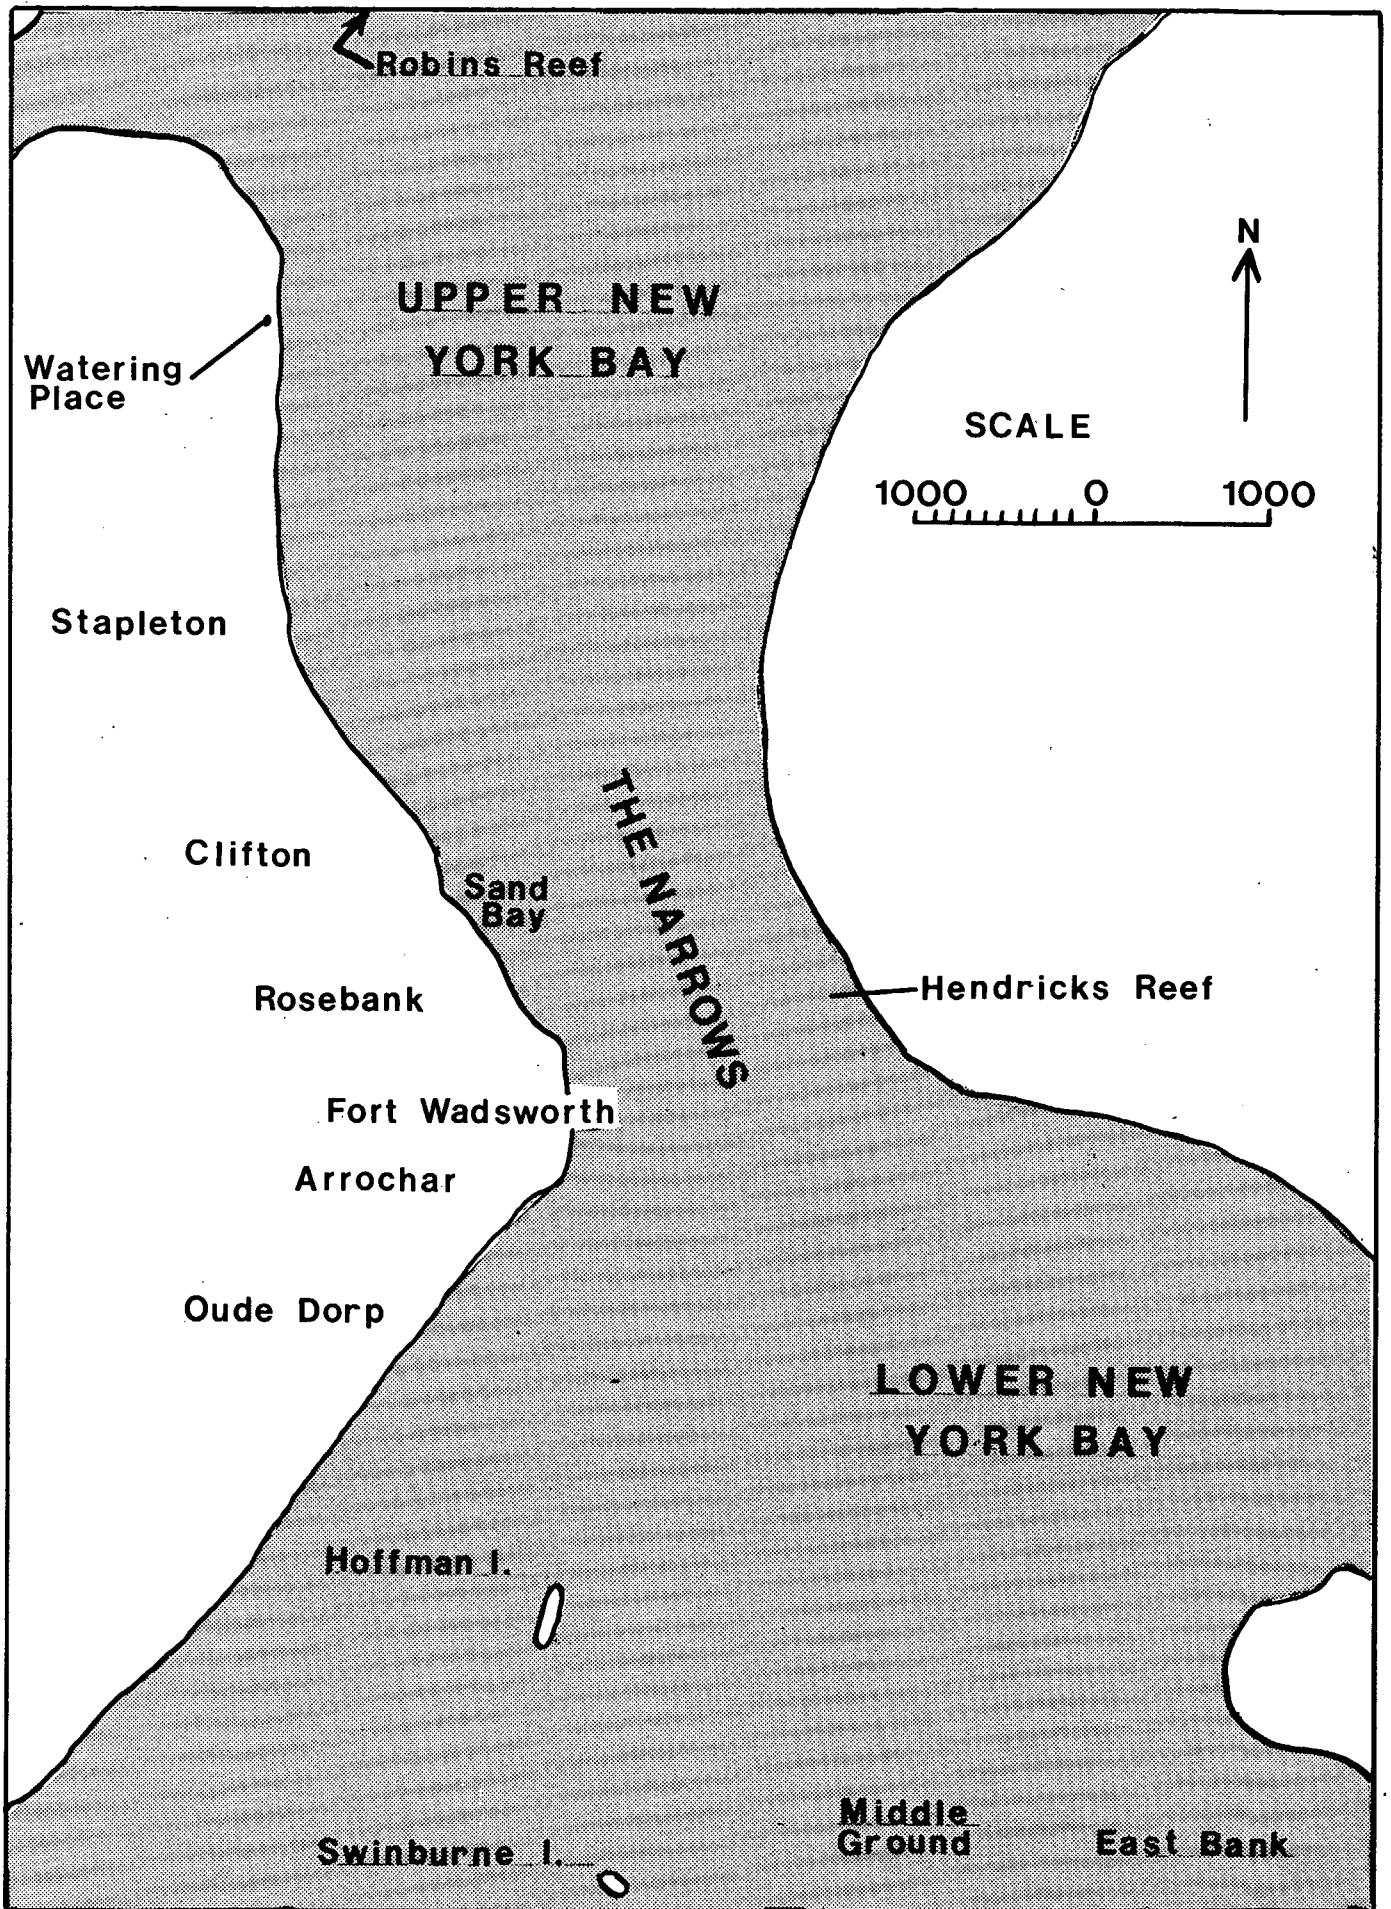 Robins Reef
N
UPPER NEW
YORK BAY
Watering
Place
SCALE
1000 0 1000
Stapleton
THE NARROWS
Clifton
Sand
Bay
Hendricks Reef
Rosebank
Fort Wadsworth
Arrochar
Oude Dorp
LOWER NEW
YORK BAY
Hoffman I.
Middle
Ground
East Bank
Swinburne I.